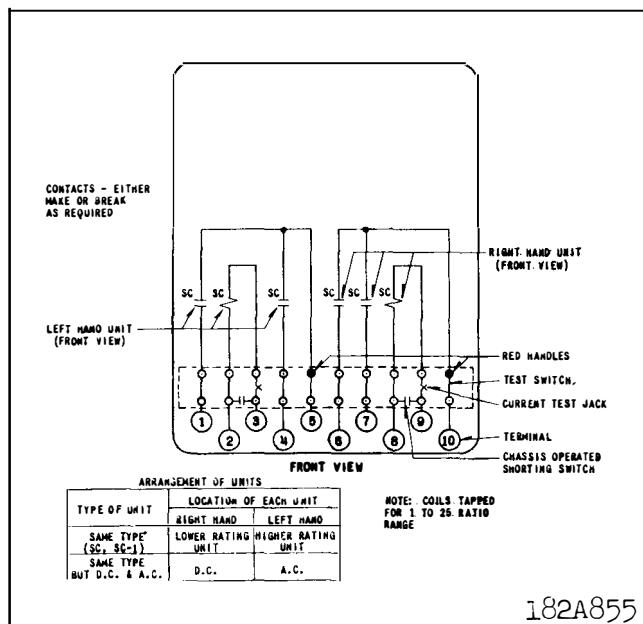 CONTACTS - EITHER
MAKE OR BREAK
AS REQUIRED
RIGHT HAND UNIT
(FRONT VIEW)
SC
SC
SC
SC
SC
SC
LEFT HAND UNIT
(FRONT VIEW)
RED HANDLES
TEST SWITCH.
CURRENT TEST JACK
1
2
3
4
5
6
7
8
9
10
TERMINAL
CHASSIS OPERATED
SHORTING SWITCH
FRONT VIEW
ARRANGEMENT OF UNITS
TYPE OF UNIT
LOCATION OF EACH UNIT
RIGHT HAND
LEFT HAND
SAME TYPE
(SC, SC-1)
LOWER RATING
UNIT
HIGHER RATING
UNIT
SAME TYPE
BUT D.C. & A.C.
D.C.
A.C.
NOTE: COILS TAPPED
FOR 1 TO 25 RATIO
RANGE
182A855